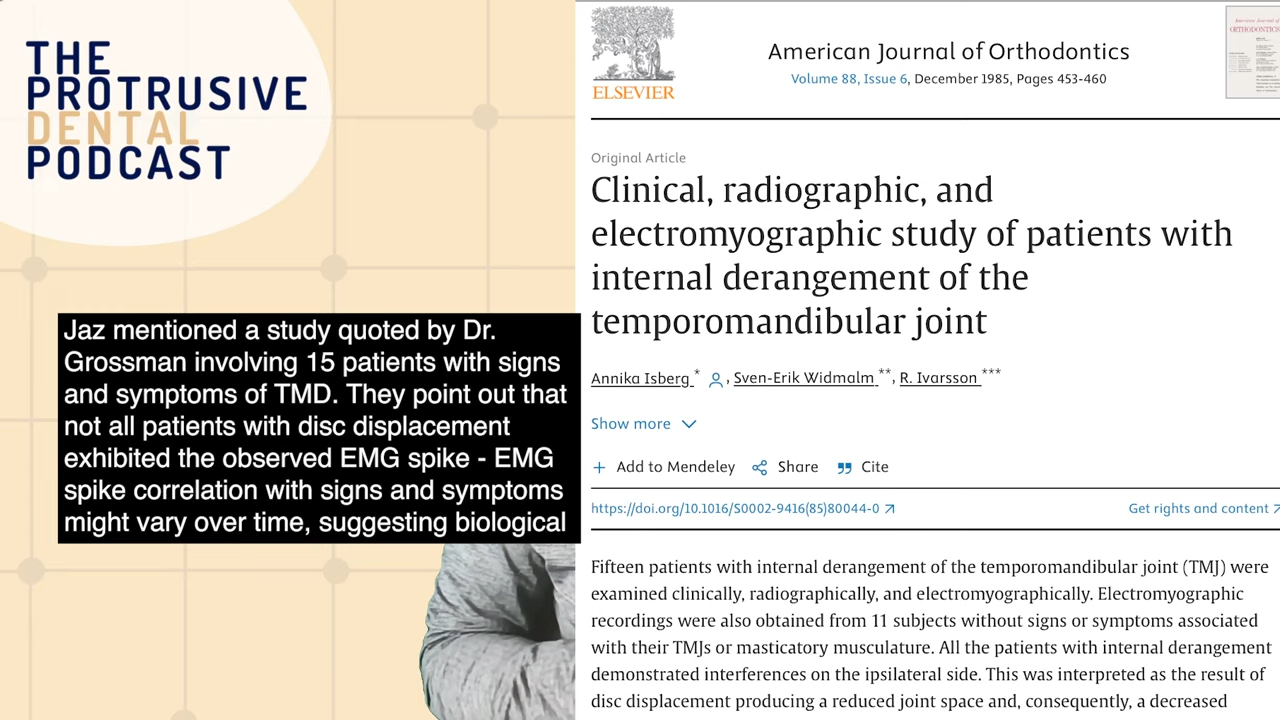 THE
PROTRUSIVE
DENTAL
PODCAST
Jaz mentioned a study quoted by Dr.
Grossman involving 15 patients with signs
and symptoms of TMD. They point out that
not all patients with disc displacement
exhibited the observed EMG spike - EMG
spike correlation with signs and symptoms
might vary over time, suggesting biological
ELSEVIER
American Journal of Orthodontics
Volume 88, Issue 6, December 1985, Pages 453-460
Original Article
Clinical, radiographic, and
electromyographic study of patients with
internal derangement of the
temporomandibular joint
Annika Isberg *, Sven-Erik Widmalm **, R. Ivarsson ***
Show more
Add to Mendeley Share Cite
https://doi.org/10.1016/S0002-9416(85)80044-0 Get rights and content
Fifteen patients with internal derangement of the temporomandibular joint (TMJ) were
examined clinically, radiographically, and electromyographically. Electromyographic
recordings were also obtained from 11 subjects without signs or symptoms associated
with their TMJs or masticatory musculature. All the patients with internal derangement
demonstrated interferences on the ipsilateral side. This was interpreted as the result of
disc displacement producing a reduced joint space and, consequently, a decreased